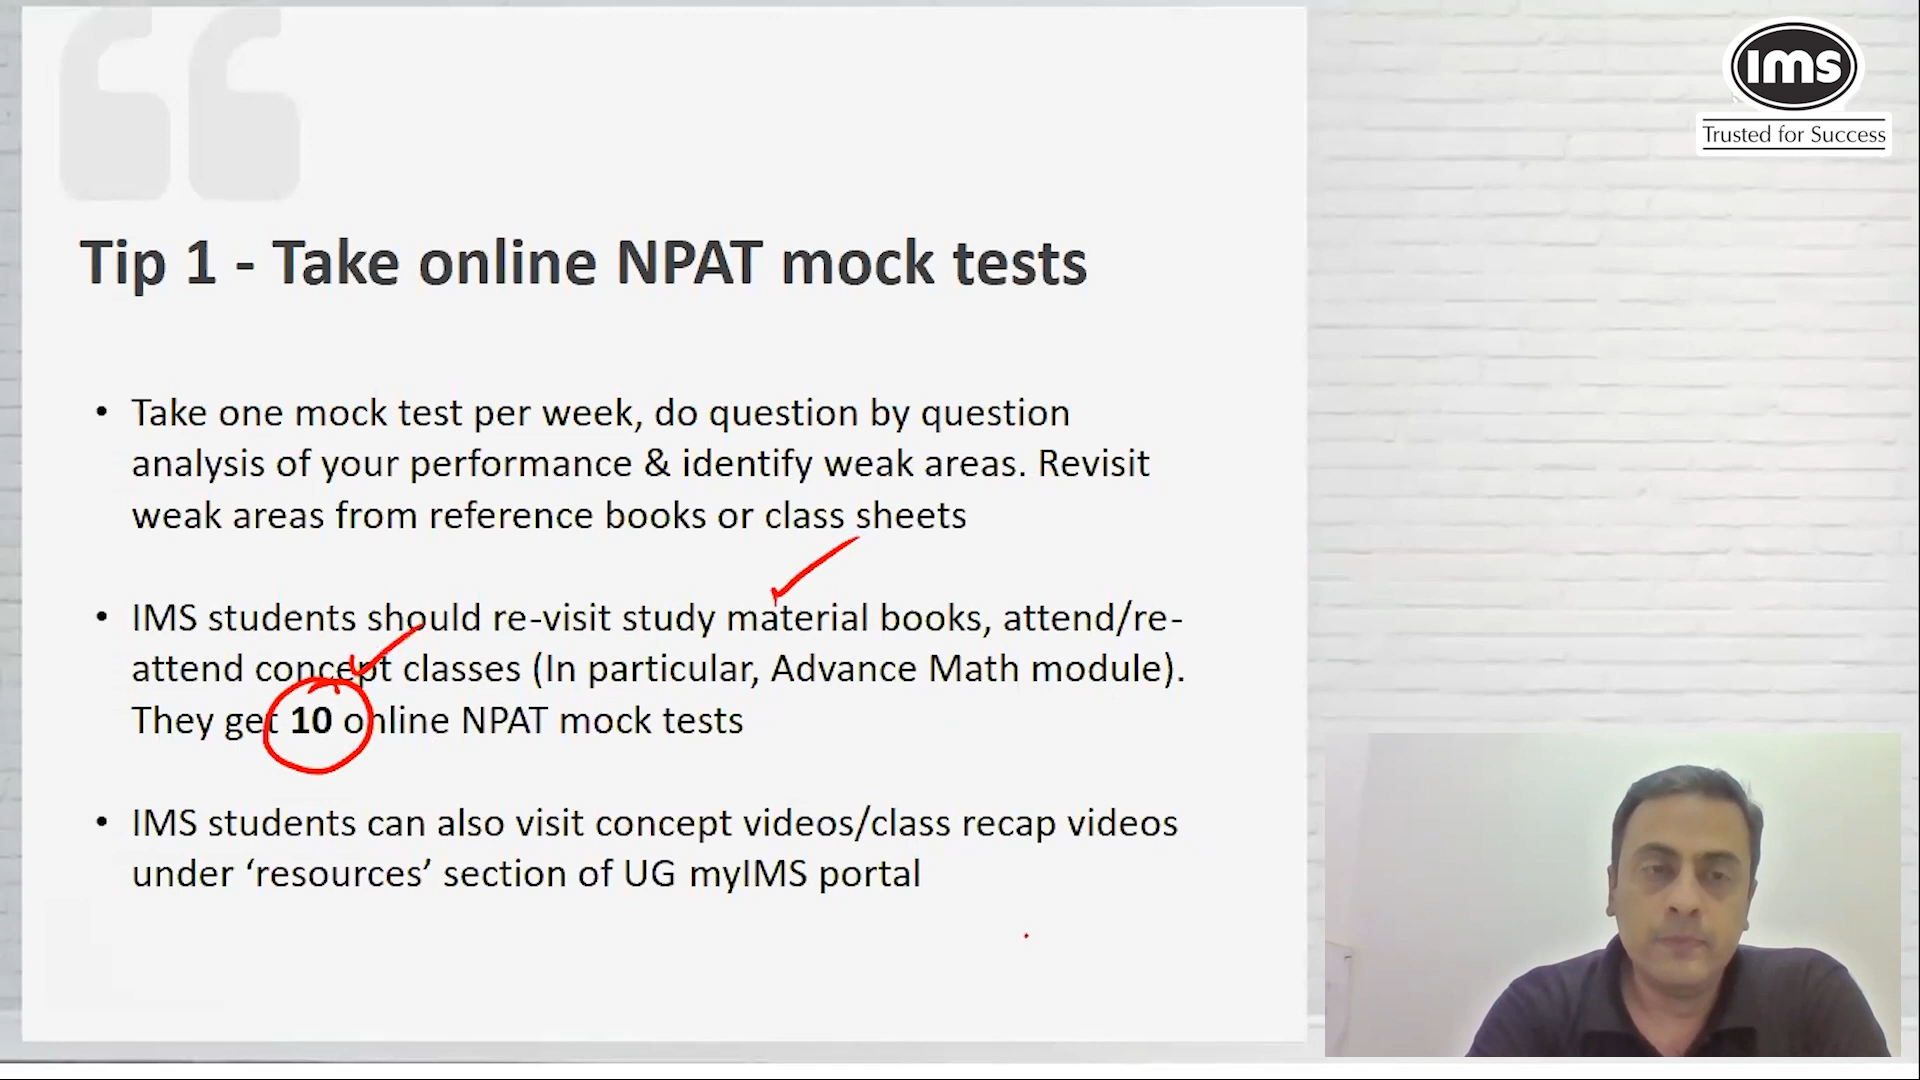 ims
Trusted for Success
Tip 1 - Take online NPAT mock tests
• Take one mock test per week, do question by question
analysis of your performance & identify weak areas. Revisit
weak areas from reference books or class sheets
• IMS students should re-visit study material books, attend/re-
attend concept classes (In particular, Advance Math module).
They get 10 online NPAT mock tests
• IMS students can also visit concept videos/class recap videos
under ‘resources’ section of UG myIMS portal